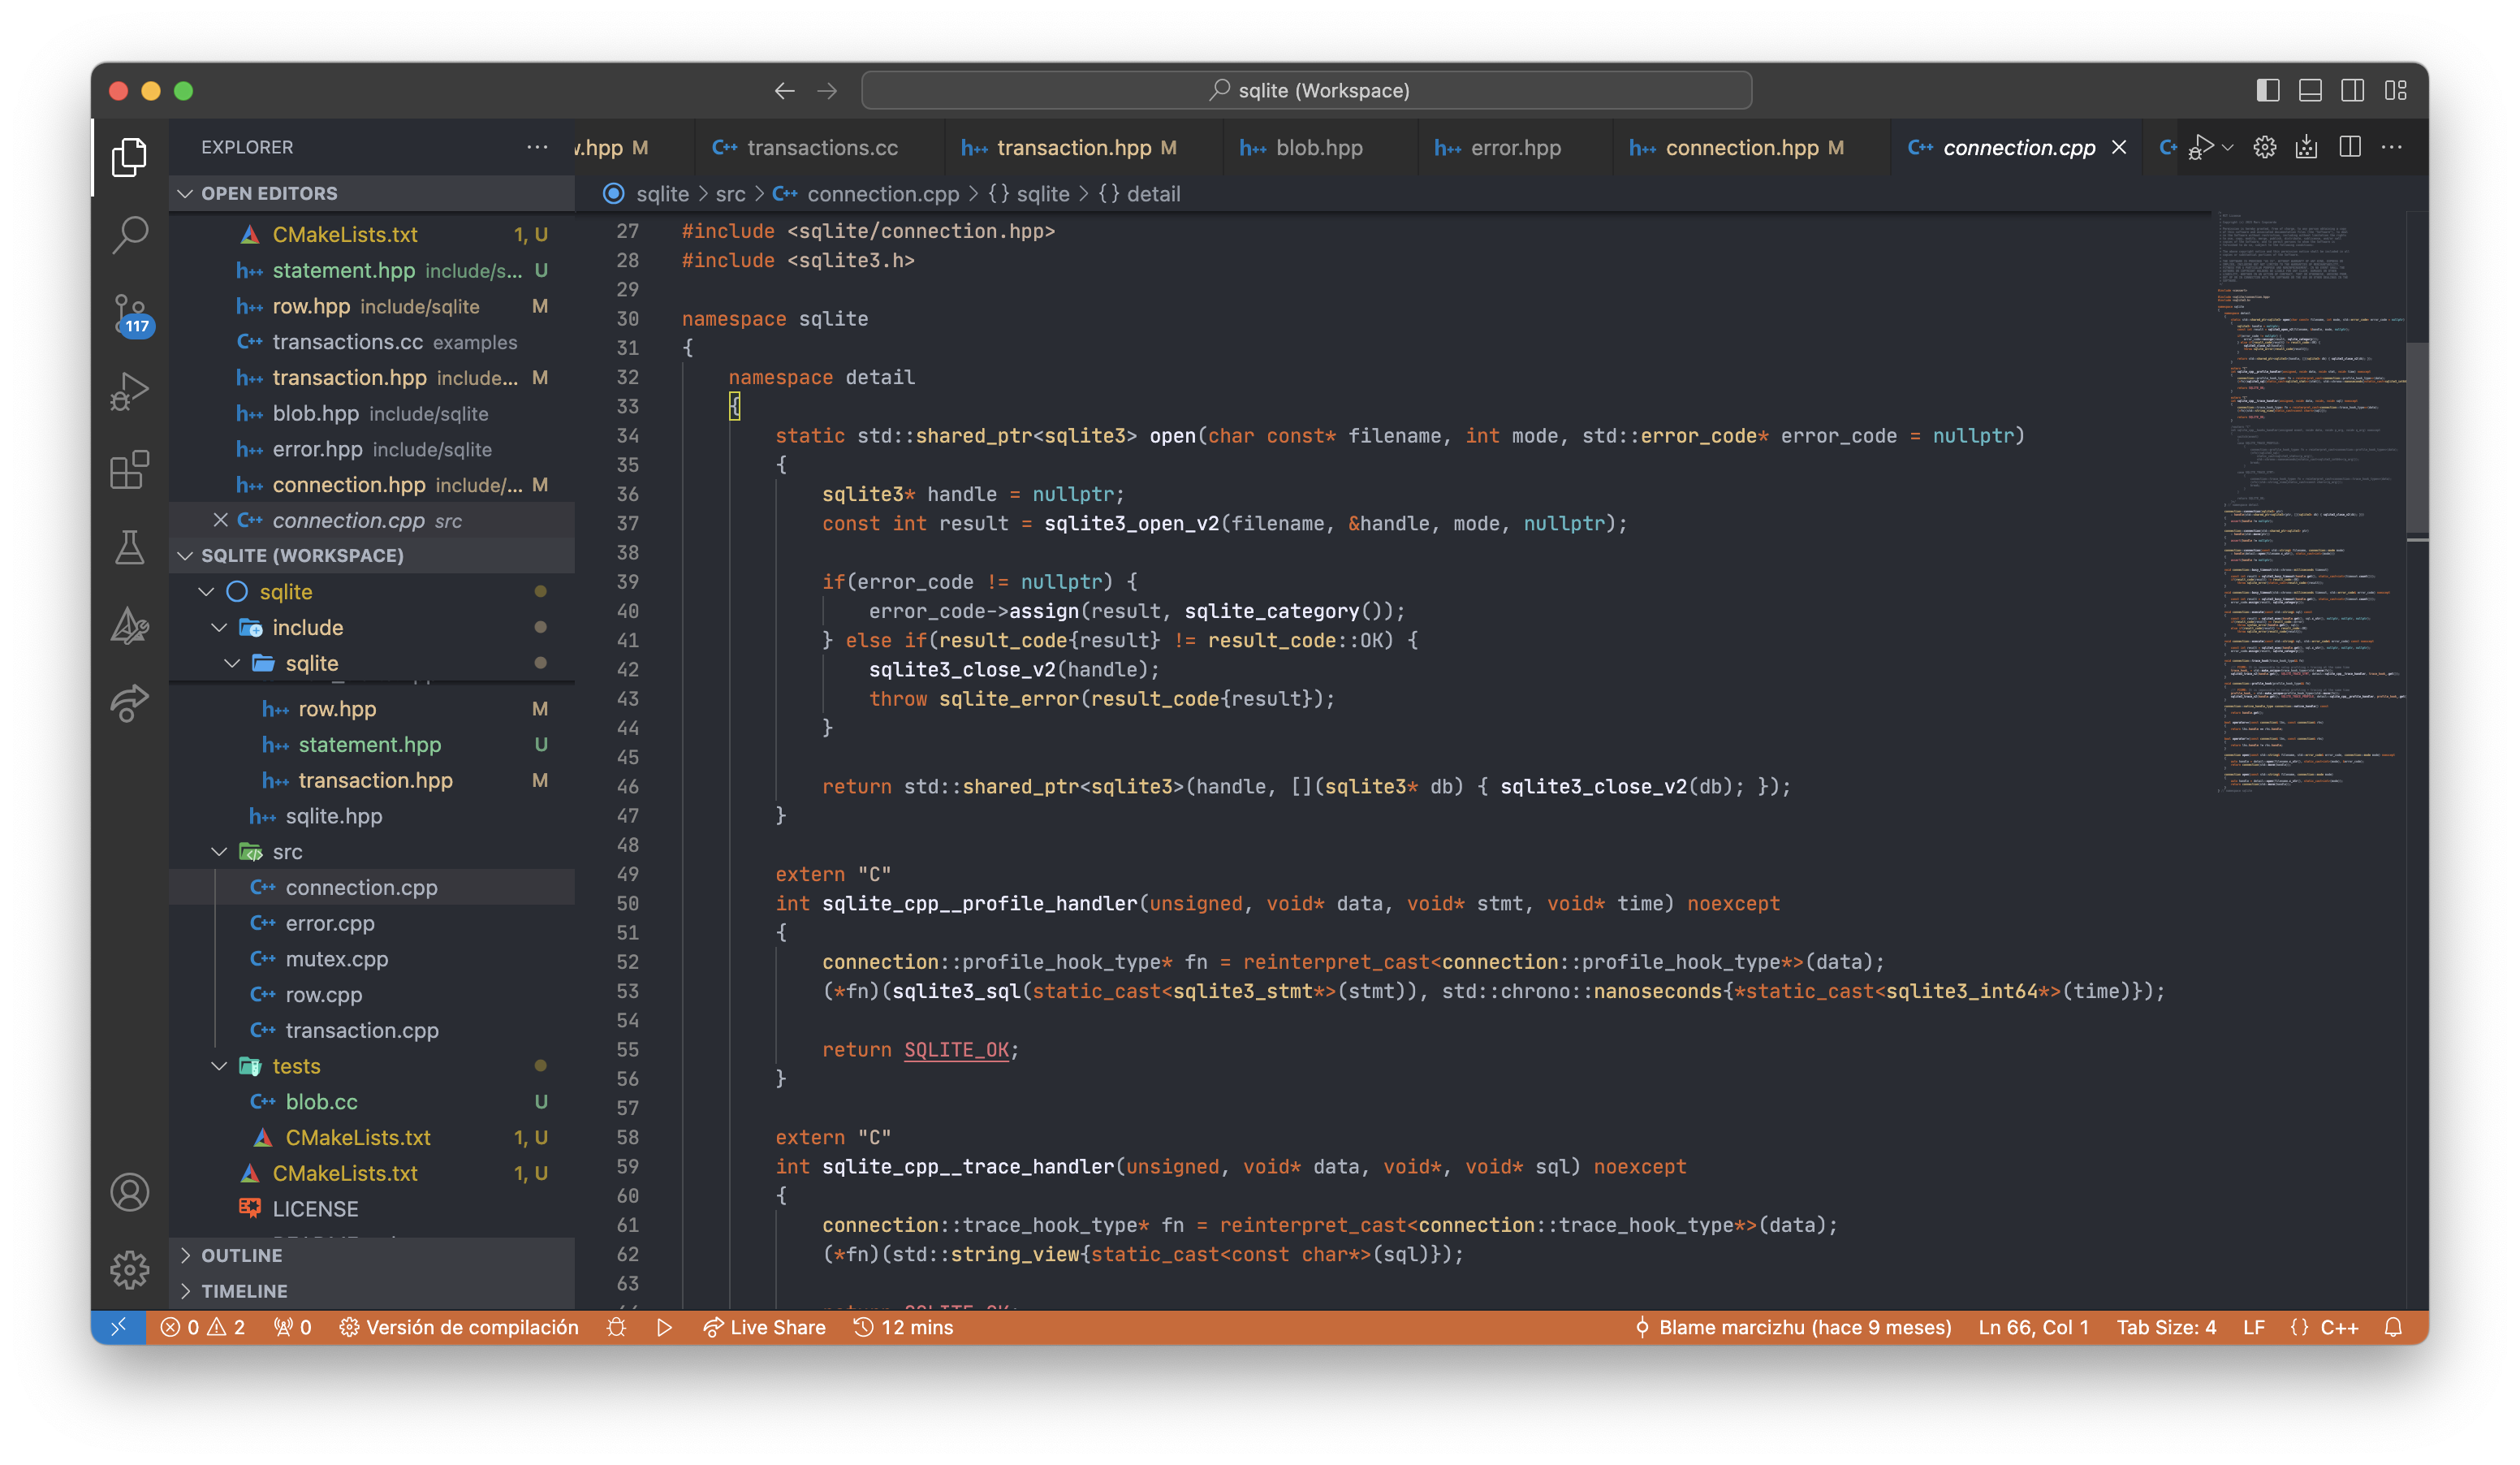 sqlite (Workspace)
EXPLORER
.hpp M
C++ transactions.cc
h++ transaction.hpp M
h++ blob.hpp
h++ error.hpp
h++ connection.hpp M
C++ connection.cpp
OPEN EDITORS
CMakeLists.txt 1, U
h++ statement.hpp include/s... U
h++ row.hpp include/sqlite M
C++ transactions.cc examples
h++ transaction.hpp include... M
h++ blob.hpp include/sqlite
h++ error.hpp include/sqlite
h++ connection.hpp include/... M
C++ connection.cpp src
SQLITE (WORKSPACE)
sqlite
include
sqlite
h++ row.hpp M
h++ statement.hpp U
h++ transaction.hpp M
h++ sqlite.hpp
src
C++ connection.cpp
C++ error.cpp
C++ mutex.cpp
C++ row.cpp
C++ transaction.cpp
tests
C++ blob.cc U
CMakeLists.txt 1, U
CMakeLists.txt 1, U
LICENSE
OUTLINE
TIMELINE
117
sqlite > src > C++ connection.cpp > {} sqlite > {} detail
27 #include <sqlite/connection.hpp>
28 #include <sqlite3.h>
29
30 namespace sqlite
31 {
32 namespace detail
33 {
34 static std::shared_ptr<sqlite3> open(char const* filename, int mode, std::error_code* error_code = nullptr)
35 {
36 sqlite3* handle = nullptr;
37 const int result = sqlite3_open_v2(filename, &handle, mode, nullptr);
38
39 if(error_code != nullptr) {
40 error_code->assign(result, sqlite_category());
41 } else if(result_code{result} != result_code::OK) {
42 sqlite3_close_v2(handle);
43 throw sqlite_error(result_code{result});
44 }
45
46 return std::shared_ptr<sqlite3>(handle, [](sqlite3* db) { sqlite3_close_v2(db); });
47 }
48
49 extern "C"
50 int sqlite_cpp__profile_handler(unsigned, void* data, void* stmt, void* time) noexcept
51 {
52 connection::profile_hook_type* fn = reinterpret_cast<connection::profile_hook_type*>(data);
53 (*fn)(sqlite3_sql(static_cast<sqlite3_stmt*>(stmt)), std::chrono::nanoseconds{*static_cast<sqlite3_int64*>(time)});
54
55 return SQLITE_OK;
56 }
57
58 extern "C"
59 int sqlite_cpp__trace_handler(unsigned, void* data, void*, void* sql) noexcept
60 {
61 connection::trace_hook_type* fn = reinterpret_cast<connection::trace_hook_type*>(data);
62 (*fn)(std::string_view{static_cast<const char*>(sql)});
63
0 2 0 Versión de compilación Live Share 12 mins Blame marcizhu (hace 9 meses) Ln 66, Col 1 Tab Size: 4 LF {} C++